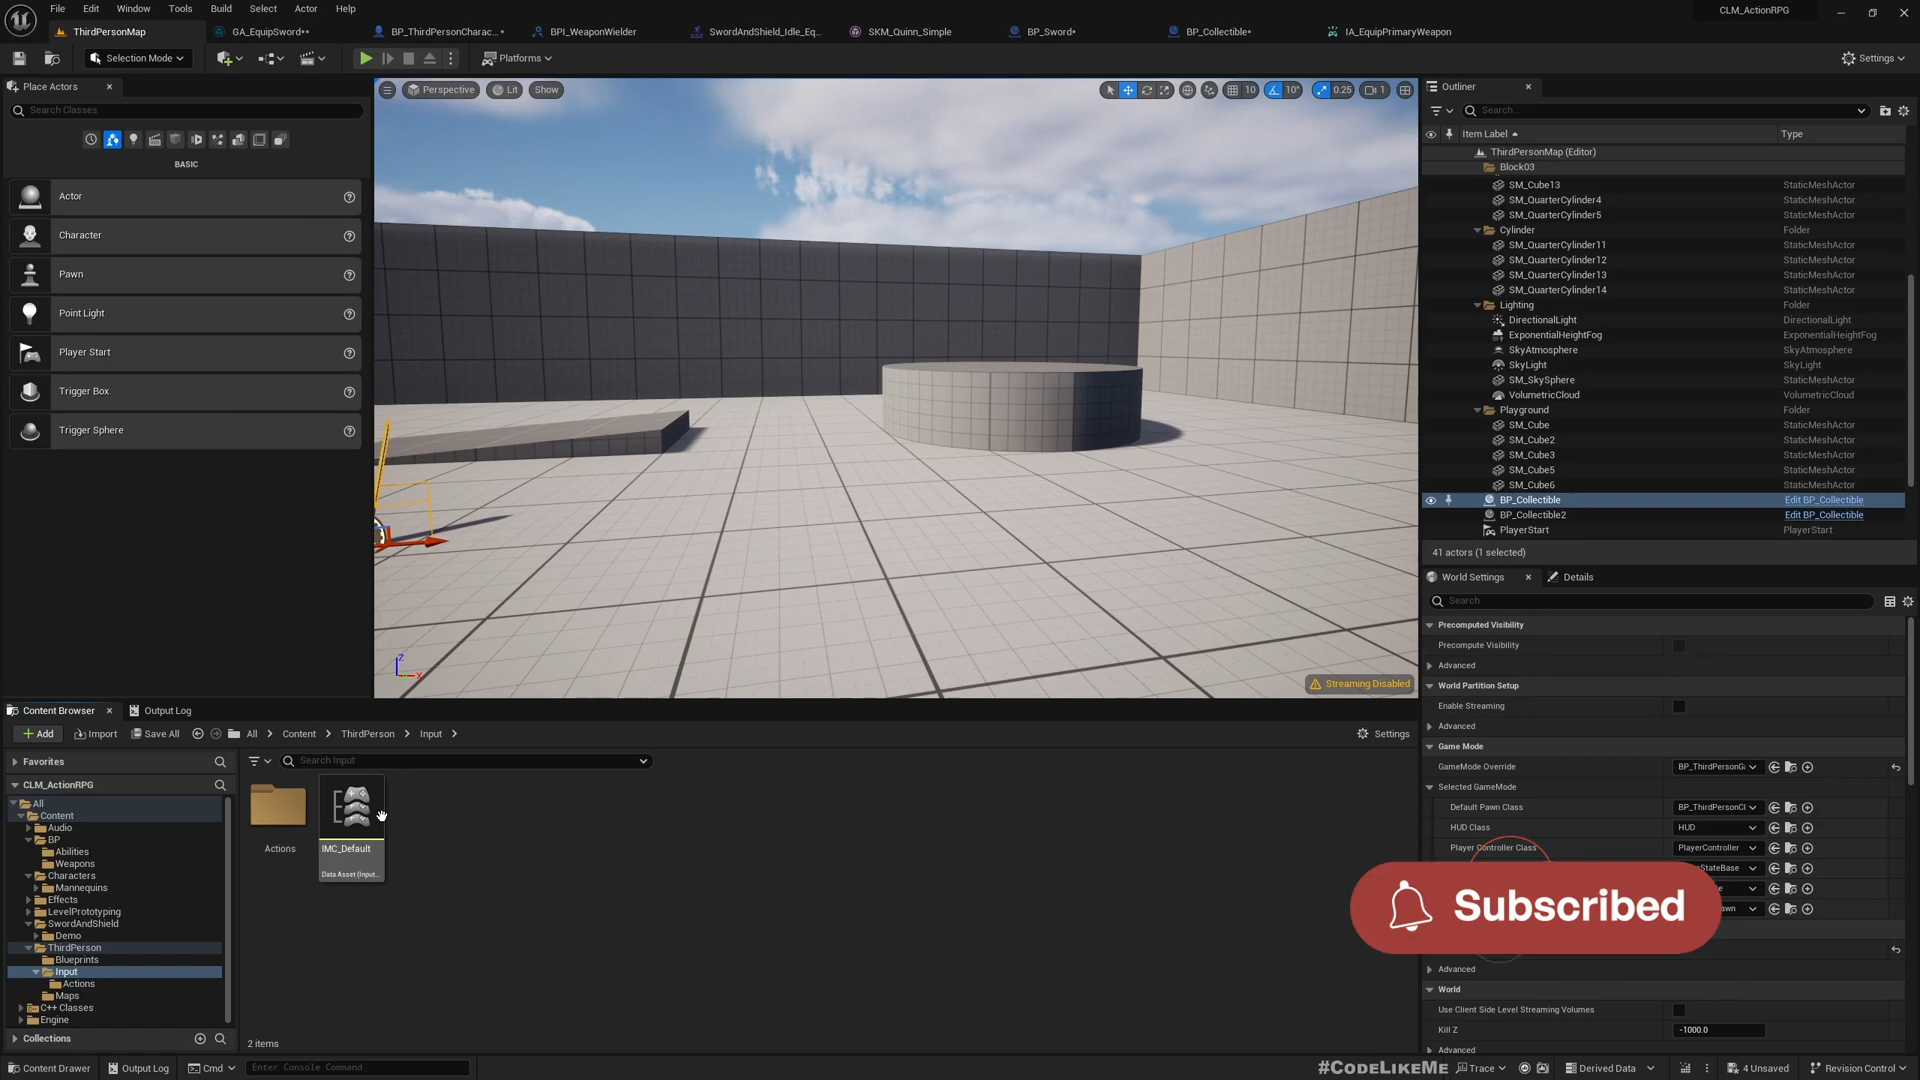 File Edit Window Tools Build Select Actor Help
CLM_ActionRPG
ThirdPersonMap GA_EquipSword•• BP_ThirdPersonCharac...• BPI_WeaponWielder SwordAndShield_Idle_Eq... SKM_Quinn_Simple BP_Sword• BP_Collectible• IA_EquipPrimaryWeapon
Selection Mode Platforms Settings
Place Actors
Search Classes
BASIC
Actor
Character
Pawn
Point Light
Player Start
Trigger Box
Trigger Sphere
Perspective Lit Show
10 10° 0.25 1
Z
X
Streaming Disabled
Outliner
Search...
Item Label Type
ThirdPersonMap (Editor)
Block03
SM_Cube13 StaticMeshActor
SM_QuarterCylinder4 StaticMeshActor
SM_QuarterCylinder5 StaticMeshActor
Cylinder Folder
SM_QuarterCylinder11 StaticMeshActor
SM_QuarterCylinder12 StaticMeshActor
SM_QuarterCylinder13 StaticMeshActor
SM_QuarterCylinder14 StaticMeshActor
Lighting Folder
DirectionalLight DirectionalLight
ExponentialHeightFog ExponentialHeightFog
SkyAtmosphere SkyAtmosphere
SkyLight SkyLight
SM_SkySphere StaticMeshActor
VolumetricCloud VolumetricCloud
Playground Folder
SM_Cube StaticMeshActor
SM_Cube2 StaticMeshActor
SM_Cube3 StaticMeshActor
SM_Cube5 StaticMeshActor
SM_Cube6 StaticMeshActor
BP_Collectible Edit BP_Collectible
BP_Collectible2 Edit BP_Collectible
PlayerStart PlayerStart
41 actors (1 selected)
World Settings Details
Search
Precomputed Visibility
Precompute Visibility
Advanced
World Partition Setup
Enable Streaming
Advanced
Game Mode
GameMode Override BP_ThirdPersonG
Selected GameMode
Default Pawn Class BP_ThirdPersonCl
HUD Class HUD
Player Controller Class PlayerController
StateBase
Subscribed
Advanced
World
Use Client Side Level Streaming Volumes
Kill Z -1000.0
Advanced
Content Browser Output Log
Add Import Save All All Content ThirdPerson Input Settings
Favorites
Search Input
CLM_ActionRPG
All
Content
Audio
BP
Abilities
Weapons
Characters
Mannequins
Effects
LevelPrototyping
SwordAndShield
Demo
ThirdPerson
Blueprints
Input
Actions
Maps
C++ Classes
Engine
Collections
Actions
IMC_Default
Data Asset (Input...
2 items
Content Drawer Output Log Cmd Enter Console Command
#CodeLikeMe Trace Derived Data 4 Unsaved Revision Control